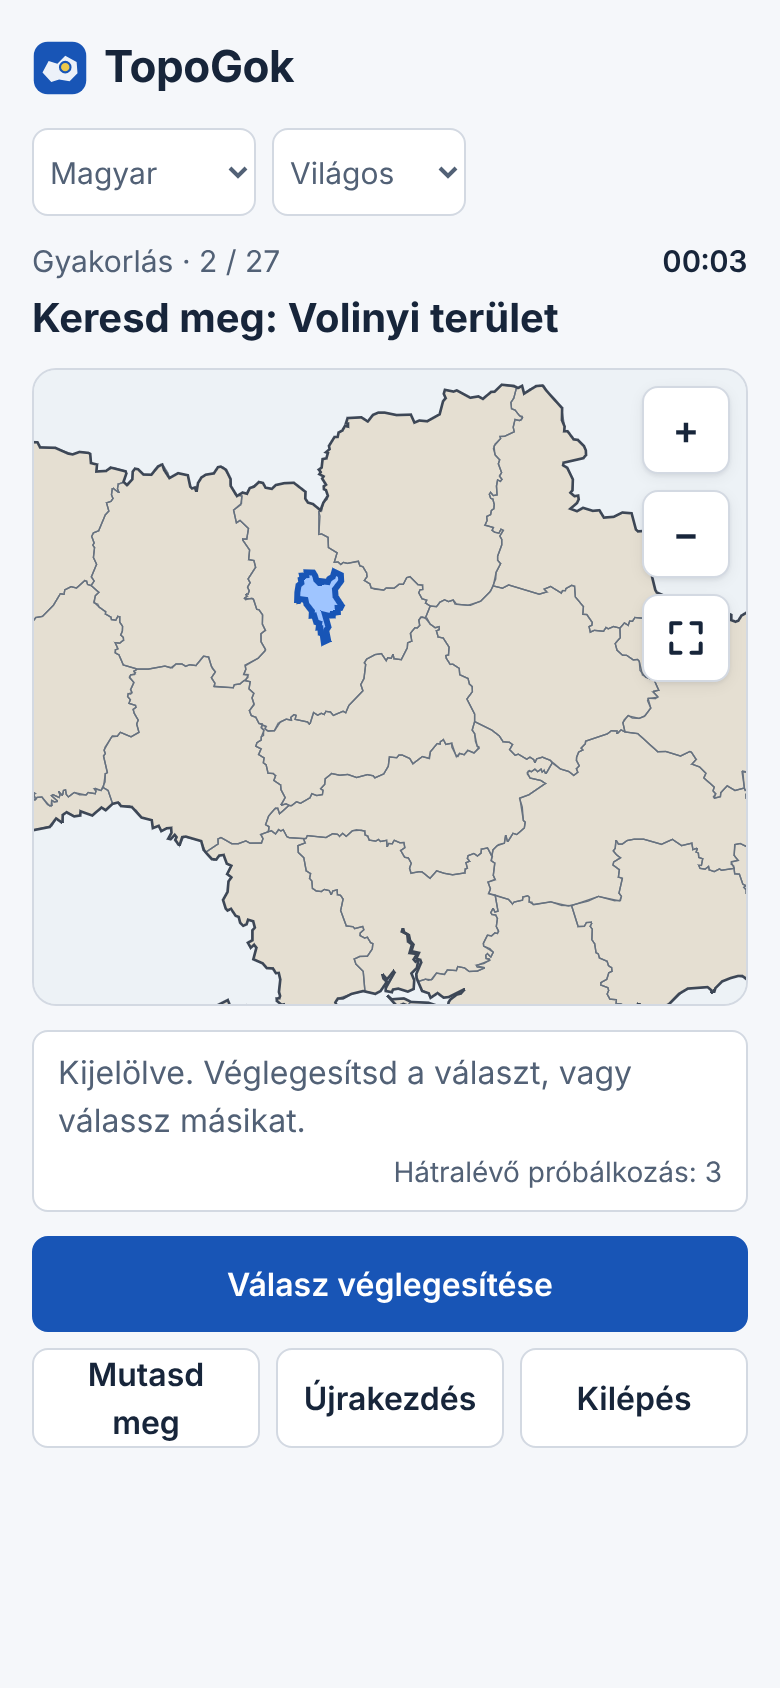 TopoGok
Magyar
Világos
Gyakorlás · 2 / 27
00:03
Keresd meg: Volinyi terület
+
−
Kijelölve. Véglegesítsd a választ, vagy
válassz másikat.
Hátralévő próbálkozás: 3
Válasz véglegesítése
Mutasd
meg
Újrakezdés
Kilépés